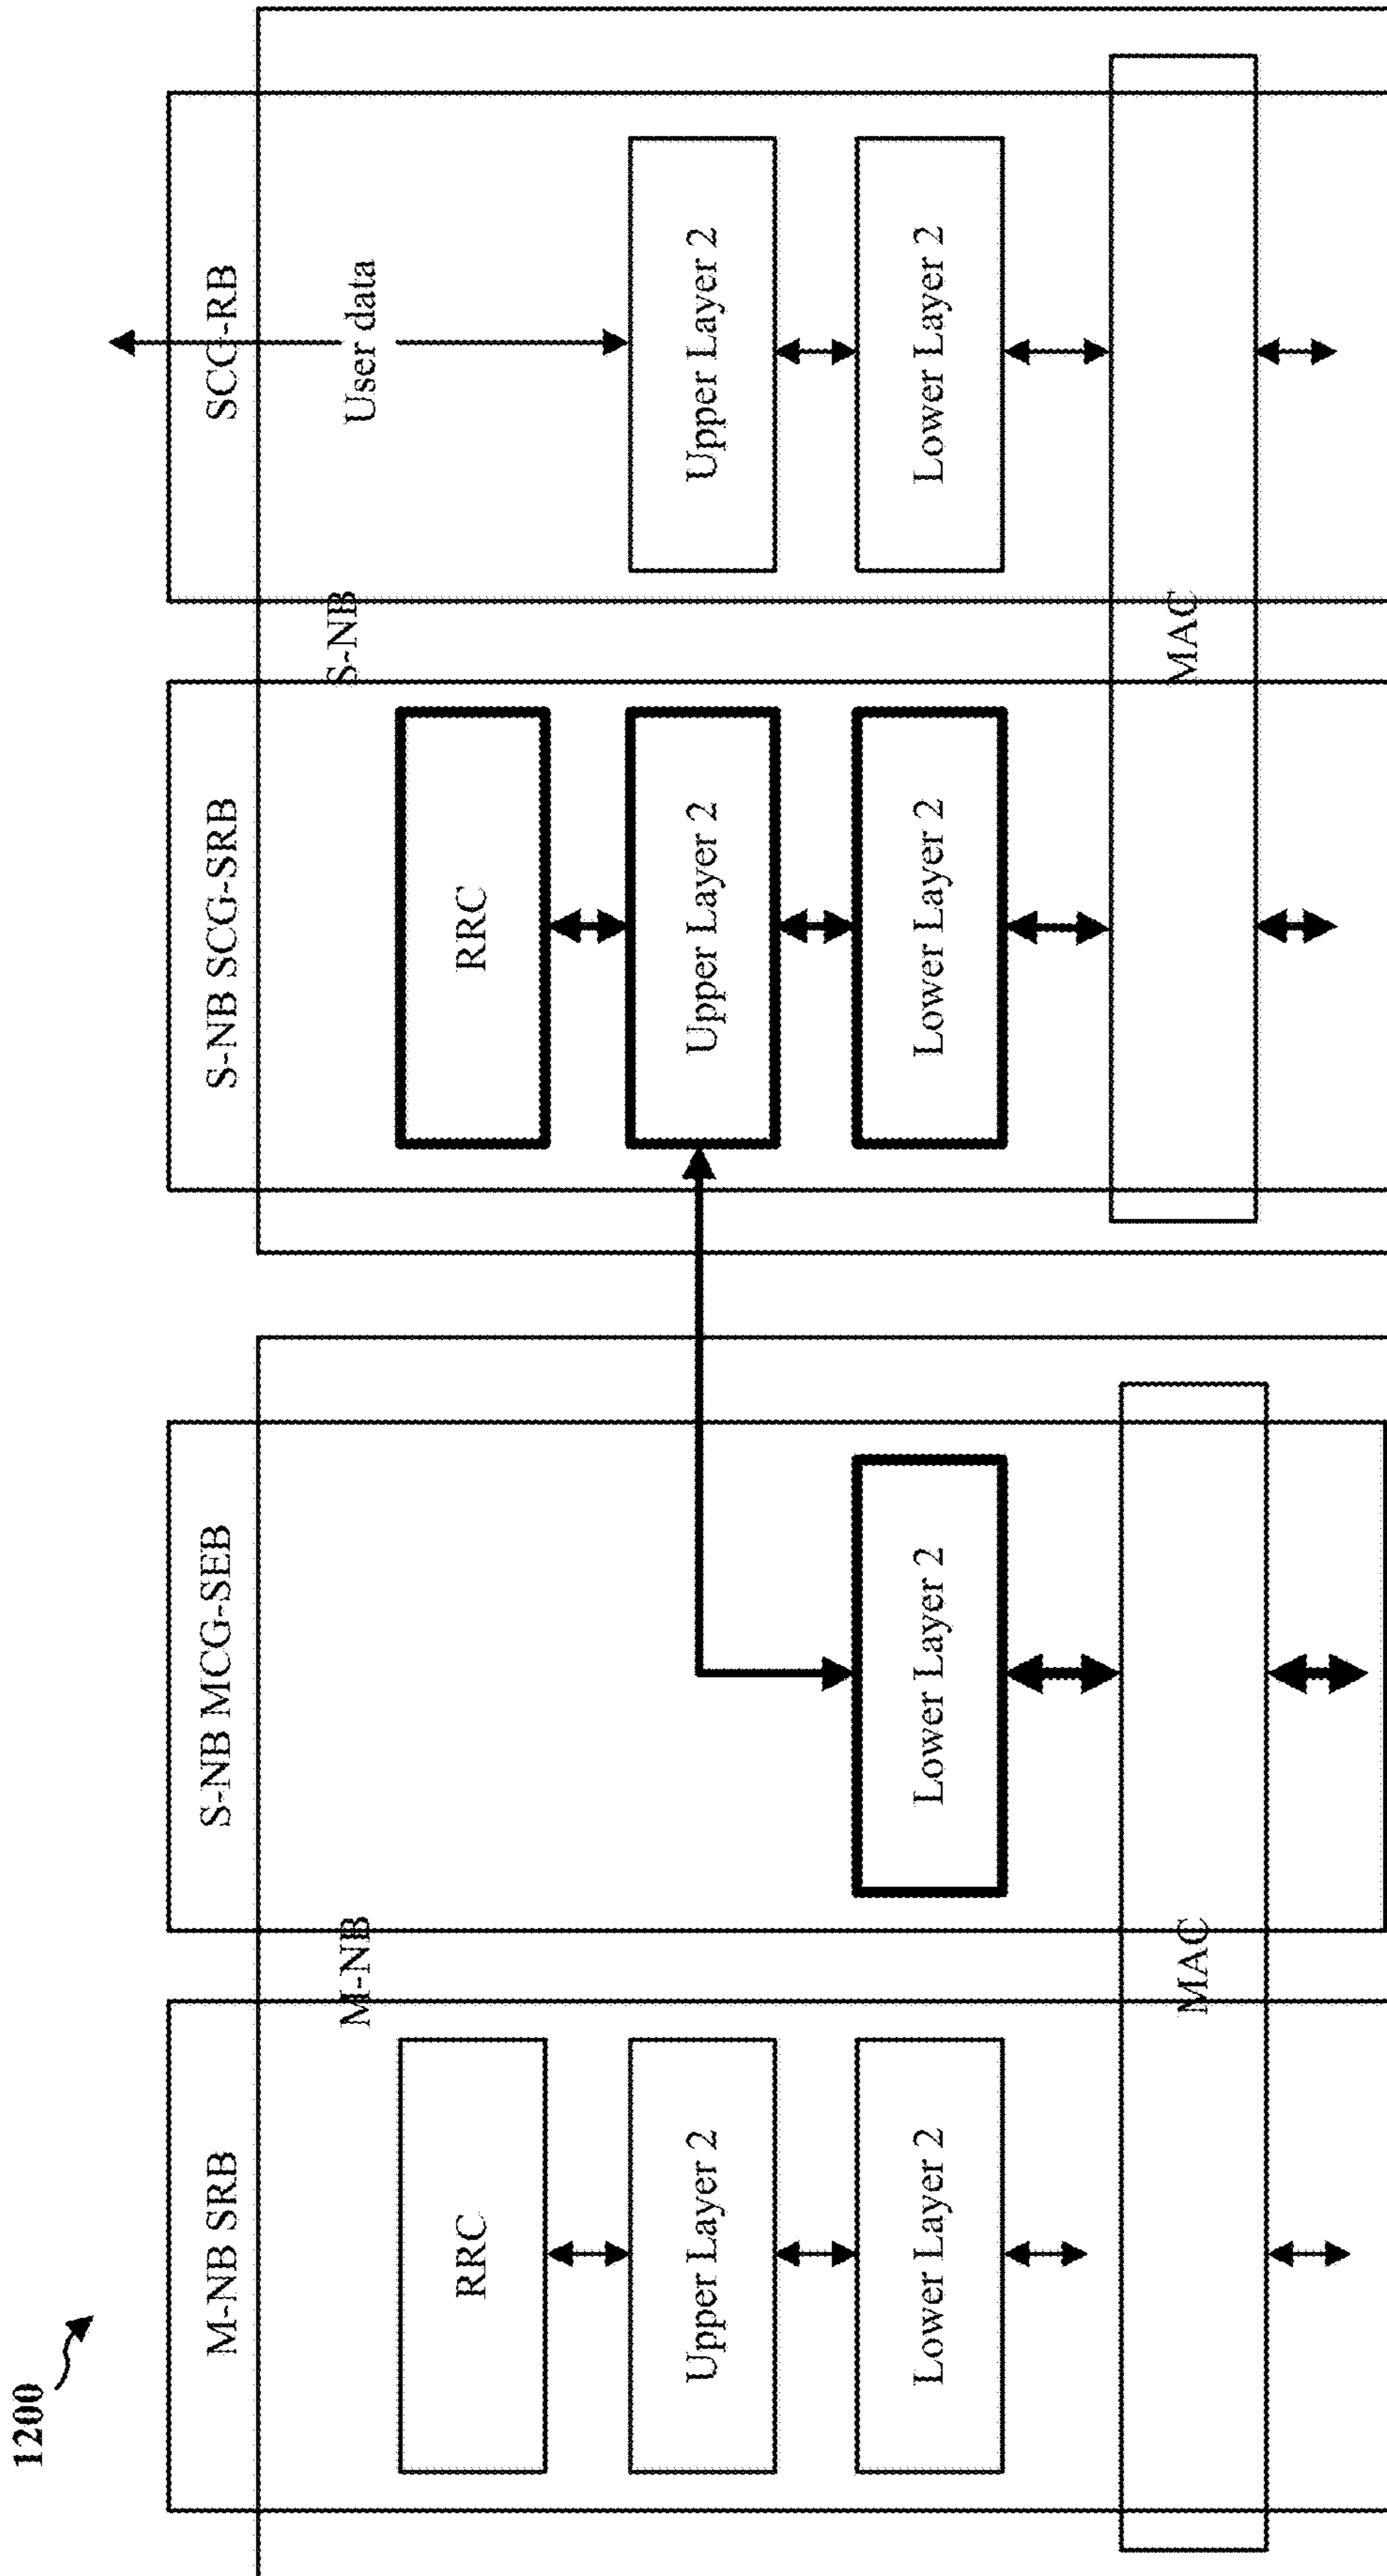 1200
M-NB SRB
S-NB MCG-SEB
S-NB SCG-SRB
SCG-RB
M-NB
S-NB
User data
RRC
RRC
Upper Layer 2
Upper Layer 2
Upper Layer 2
Lower Layer 2
Lower Layer 2
Lower Layer 2
Lower Layer 2
MAC
MAC